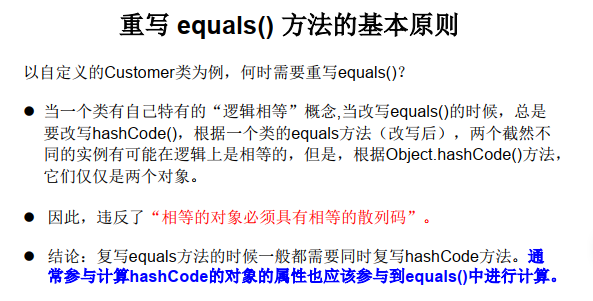 重写 equals() 方法的基本原则
以自定义的Customer类为例，何时需要重写equals()？
● 当一个类有自己特有的“逻辑相等”概念,当改写equals()的时候，总是
要改写hashCode()，根据一个类的equals方法（改写后），两个截然不
同的实例有可能在逻辑上是相等的，但是，根据Object.hashCode()方法，
它们仅仅是两个对象。
● 因此，违反了“相等的对象必须具有相等的散列码”。
● 结论：复写equals方法的时候一般都需要同时复写hashCode方法。通
常参与计算hashCode的对象的属性也应该参与到equals()中进行计算。